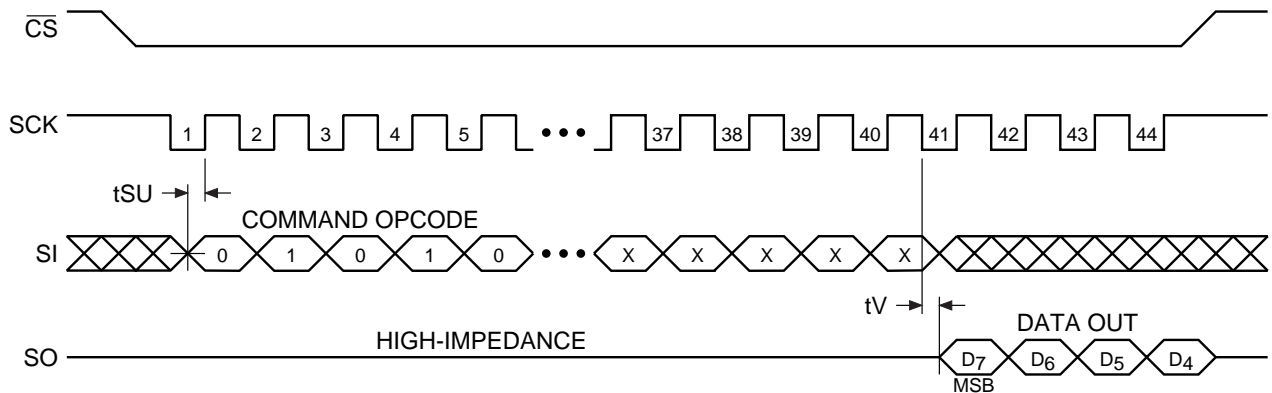 CS
SCK 1 2 3 4 5 ••• 37 38 39 40 41 42 43 44
tSU
COMMAND OPCODE
SI 0 1 0 1 0 ••• X X X X X
tV
HIGH-IMPEDANCE
DATA OUT
SO D7 D6 D5 D4
MSB